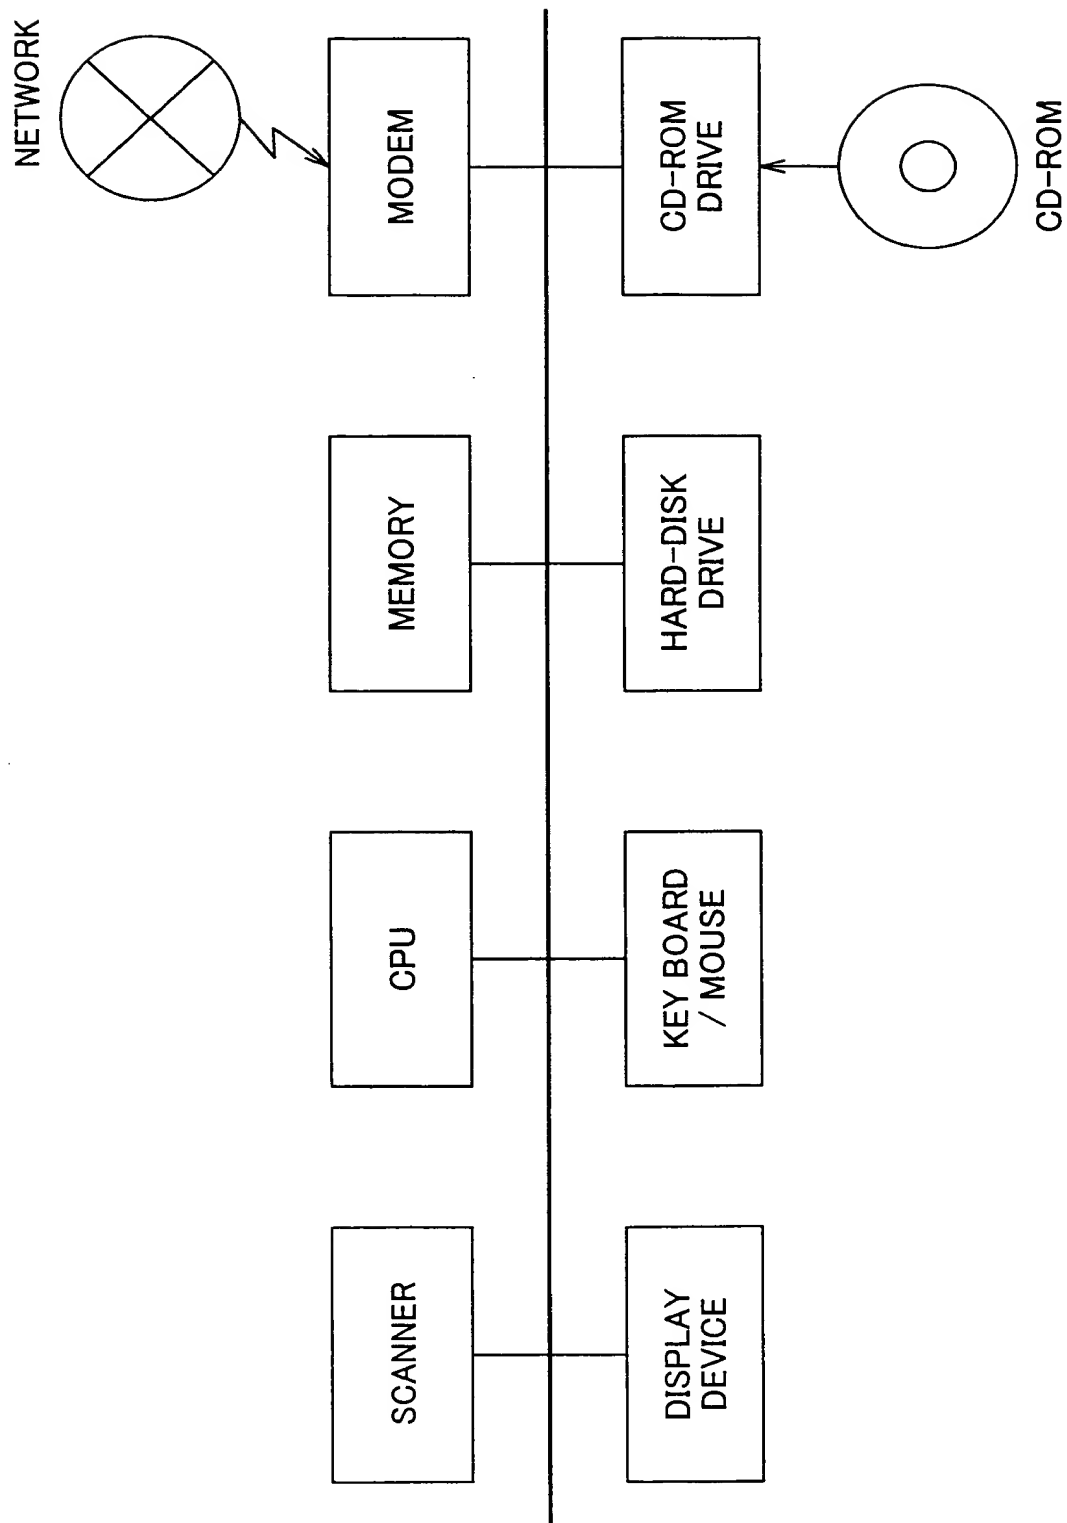 NETWORK
SCANNER
CPU
MEMORY
MODEM
DISPLAY
DEVICE
KEY BOARD
/ MOUSE
HARD-DISK
DRIVE
CD-ROM
DRIVE
CD-ROM